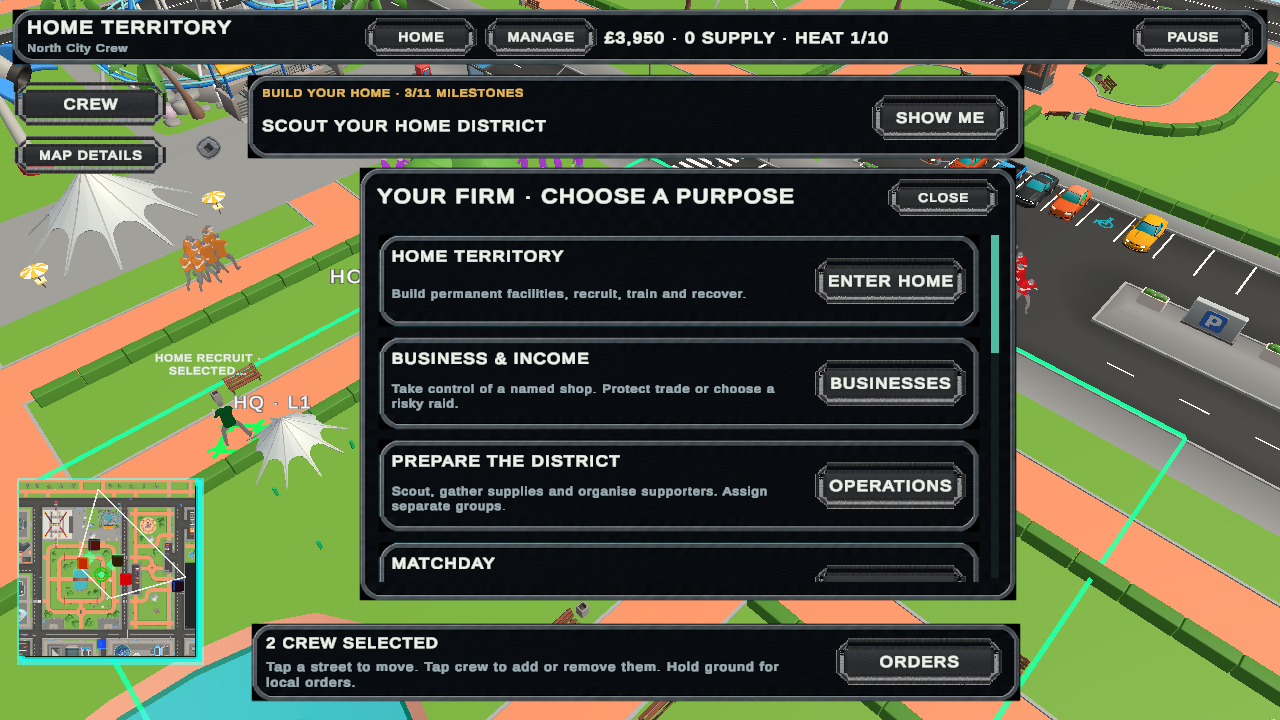 HOME TERRITORY
North City Crew
HOME
MANAGE
£3,950 · 0 SUPPLY · HEAT 1/10
PAUSE
CREW
MAP DETAILS
BUILD YOUR HOME · 3/11 MILESTONES
SCOUT YOUR HOME DISTRICT
SHOW ME
YOUR FIRM · CHOOSE A PURPOSE
CLOSE
HOME TERRITORY
Build permanent facilities, recruit, train and recover.
ENTER HOME
BUSINESS & INCOME
Take control of a named shop. Protect trade or choose a
risky raid.
BUSINESSES
PREPARE THE DISTRICT
Scout, gather supplies and organise supporters. Assign
separate groups.
OPERATIONS
MATCHDAY
HO
HOME RECRUIT ·
SELECTED...
HQ · L1
P
2 CREW SELECTED
Tap a street to move. Tap crew to add or remove them. Hold ground for
local orders.
ORDERS